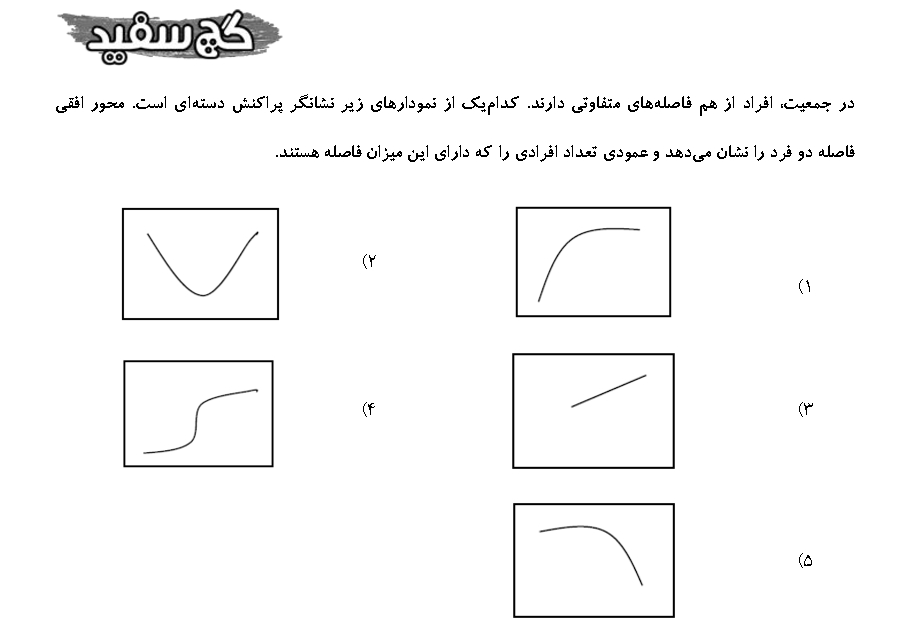 گچ سفید
در جمعیت، افراد از هم فاصله‌های متفاوتی دارند. کدام‌یک از نمودارهای زیر نشانگر پراکنش دسته‌ای است. محور افقی
فاصله دو فرد را نشان می‌دهد و عمودی تعداد افرادی را که دارای این میزان فاصله هستند.
۱)
۲)
۳)
۴)
۵)